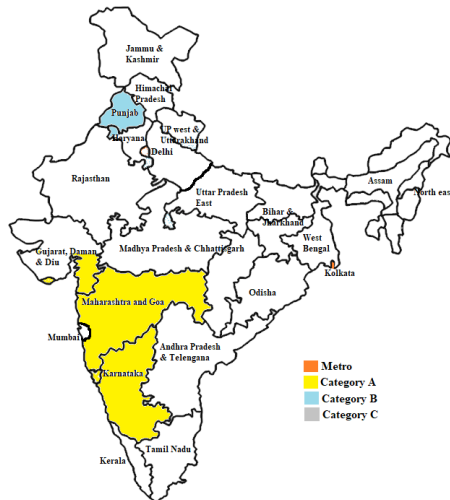 Jammu &
Kashmir
Himachal
Pradesh
Punjab
Haryana
UP west &
Uttrakhand
Delhi
Rajasthan
Uttar Pradesh
East
Assam
North east
Bihar &
Jharkhand
West
Bengal
Gujarat, Daman
& Diu
Madhya Pradesh & Chhattisgarh
Kolkata
Odisha
Maharashtra and Goa
Mumbai
Andhra Pradesh
& Telengana
Karnataka
Metro
Category A
Category B
Category C
Kerala
Tamil Nadu